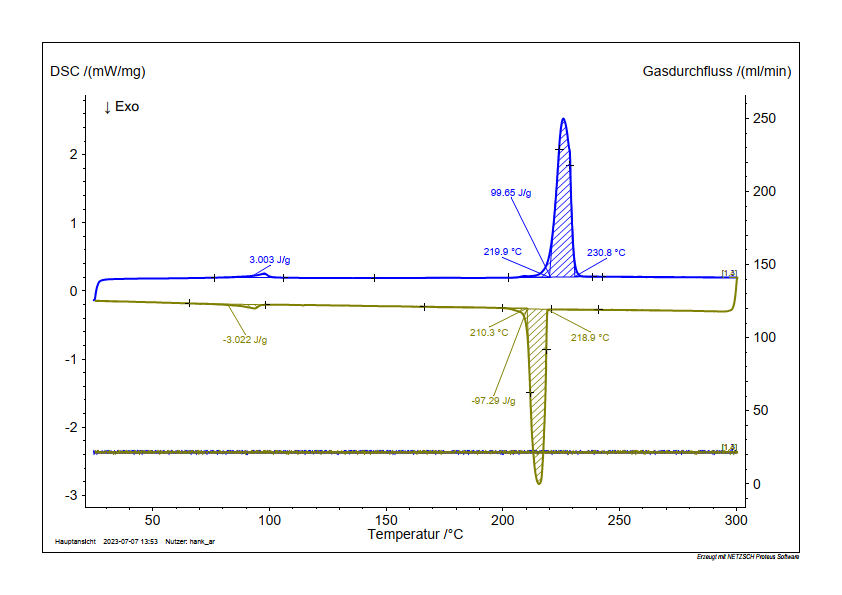 DSC /(mW/mg)
Gasdurchfluss /(ml/min)
↓ Exo
250
2
99.65 J/g
200
1
219.9 °C
230.8 °C
3.003 J/g
150
[1.3]
0
210.3 °C
218.9 °C
-3.022 J/g
100
-1
-97.29 J/g
50
-2
[1.3]
0
-3
50 100 150 200 250 300
Temperatur /°C
Hauptansicht 2023-07-07 13:53 Nutzer: hank_ar
Erzeugt mit NETZSCH Proteus Software